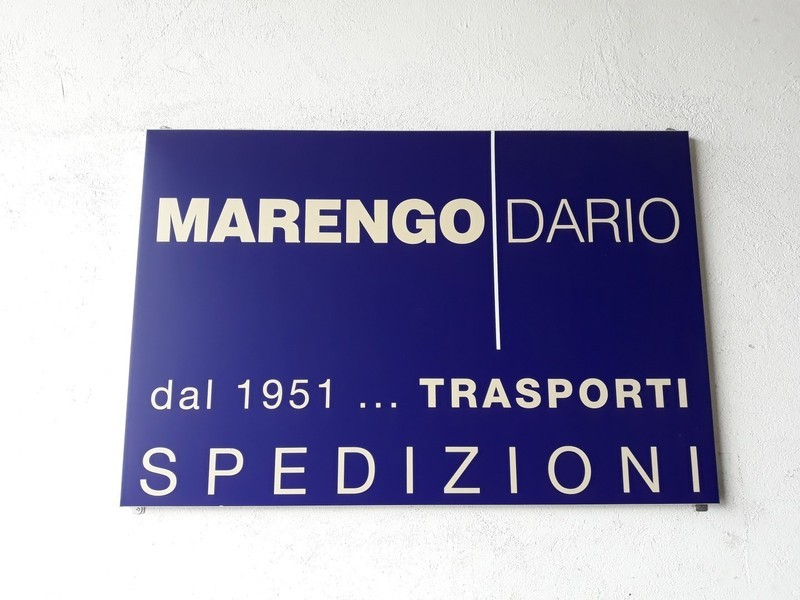 MARENGO DARIO
dal 1951 ... TRASPORTI
SPEDIZIONI